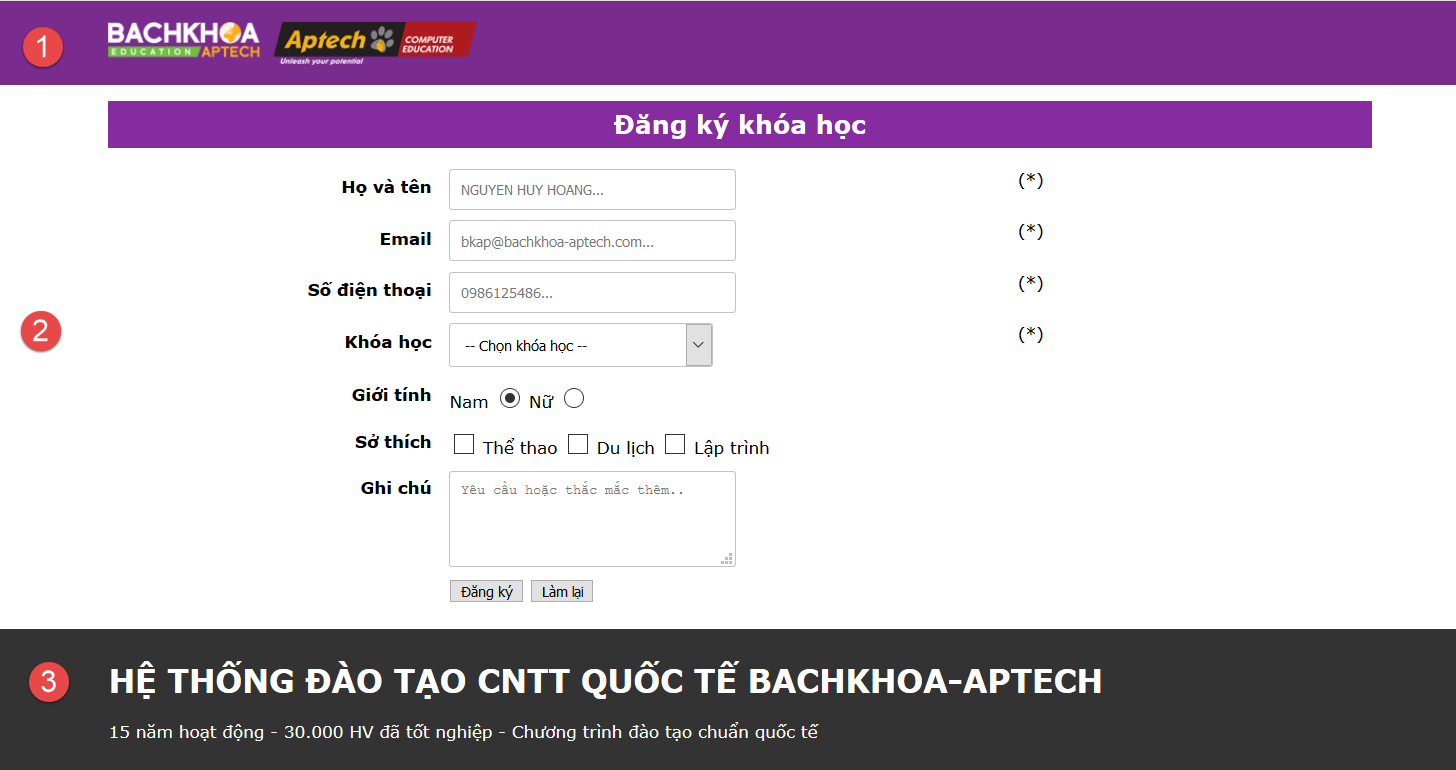 1
BACHKHOA
EDUCATION APTECH
Aptech COMPUTER EDUCATION
Unleash your potential
Đăng ký khóa học
Họ và tên NGUYEN HUY HOANG... (*)
Email bkap@bachkhoa-aptech.com... (*)
Số điện thoại 0986125486... (*)
2
Khóa học -- Chọn khóa học -- (*)
Giới tính Nam Nữ
Sở thích Thể thao Du lịch Lập trình
Ghi chú Yêu cầu hoặc thắc mắc thêm..
Đăng ký Làm lại
3
HỆ THỐNG ĐÀO TẠO CNTT QUỐC TẾ BACHKHOA-APTECH
15 năm hoạt động - 30.000 HV đã tốt nghiệp - Chương trình đào tạo chuẩn quốc tế